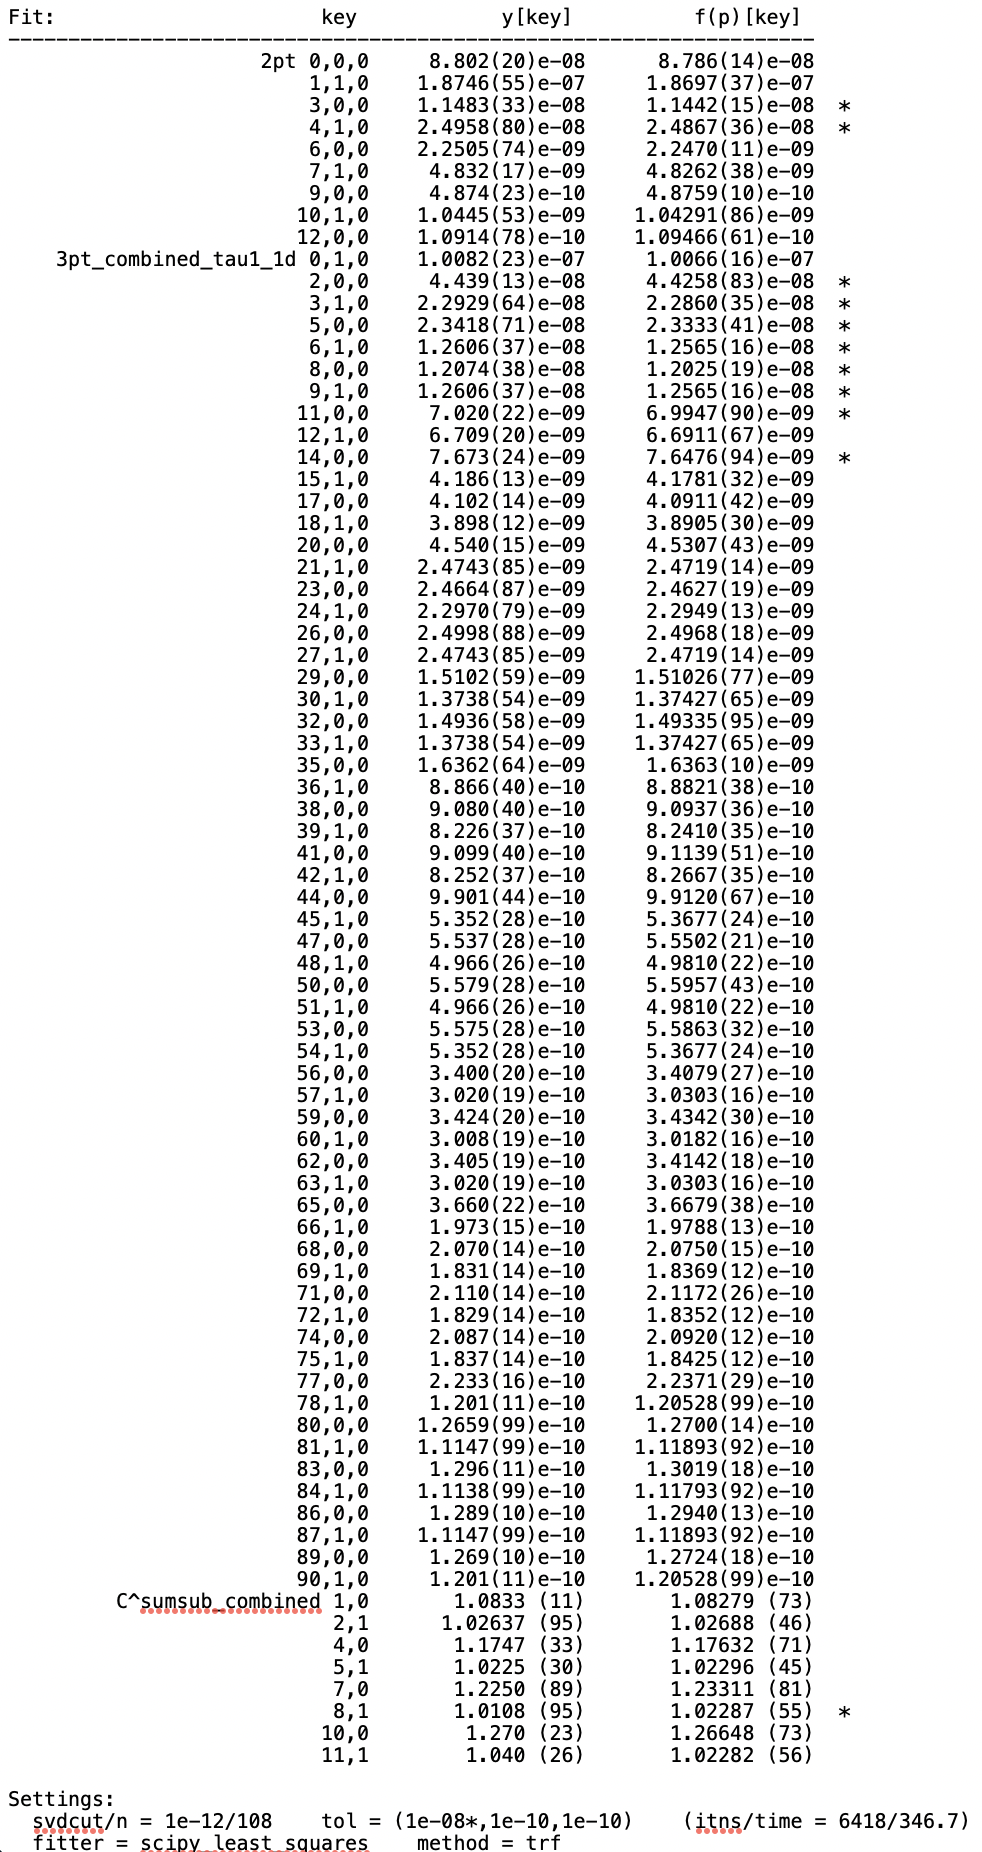 Fit: key y[key] f(p)[key]
--------------------------------------------------------------------
2pt 0,0,0 8.802(20)e-08 8.786(14)e-08
1,1,0 1.8746(55)e-07 1.8697(37)e-07
3,0,0 1.1483(33)e-08 1.1442(15)e-08 *
4,1,0 2.4958(80)e-08 2.4867(36)e-08 *
6,0,0 2.2505(74)e-09 2.2470(11)e-09
7,1,0 4.832(17)e-09 4.8262(38)e-09
9,0,0 4.874(23)e-10 4.8759(10)e-10
10,1,0 1.0445(53)e-09 1.04291(86)e-09
12,0,0 1.0914(78)e-10 1.09466(61)e-10
3pt_combined_tau1_1d 0,1,0 1.0082(23)e-07 1.0066(16)e-07
2,0,0 4.439(13)e-08 4.4258(83)e-08 *
3,1,0 2.2929(64)e-08 2.2860(35)e-08 *
5,0,0 2.3418(71)e-08 2.3333(41)e-08 *
6,1,0 1.2606(37)e-08 1.2565(16)e-08 *
8,0,0 1.2074(38)e-08 1.2025(19)e-08 *
9,1,0 1.2606(37)e-08 1.2565(16)e-08 *
11,0,0 7.020(22)e-09 6.9947(90)e-09 *
12,1,0 6.709(20)e-09 6.6911(67)e-09
14,0,0 7.673(24)e-09 7.6476(94)e-09 *
15,1,0 4.186(13)e-09 4.1781(32)e-09
17,0,0 4.102(14)e-09 4.0911(42)e-09
18,1,0 3.898(12)e-09 3.8905(30)e-09
20,0,0 4.540(15)e-09 4.5307(43)e-09
21,1,0 2.4743(85)e-09 2.4719(14)e-09
23,0,0 2.4664(87)e-09 2.4627(19)e-09
24,1,0 2.2970(79)e-09 2.2949(13)e-09
26,0,0 2.4998(88)e-09 2.4968(18)e-09
27,1,0 2.4743(85)e-09 2.4719(14)e-09
29,0,0 1.5102(59)e-09 1.51026(77)e-09
30,1,0 1.3738(54)e-09 1.37427(65)e-09
32,0,0 1.4936(58)e-09 1.49335(95)e-09
33,1,0 1.3738(54)e-09 1.37427(65)e-09
35,0,0 1.6362(64)e-09 1.6363(10)e-09
36,1,0 8.866(40)e-10 8.8821(38)e-10
38,0,0 9.080(40)e-10 9.0937(36)e-10
39,1,0 8.226(37)e-10 8.2410(35)e-10
41,0,0 9.099(40)e-10 9.1139(51)e-10
42,1,0 8.252(37)e-10 8.2667(35)e-10
44,0,0 9.901(44)e-10 9.9120(67)e-10
45,1,0 5.352(28)e-10 5.3677(24)e-10
47,0,0 5.537(28)e-10 5.5502(21)e-10
48,1,0 4.966(26)e-10 4.9810(22)e-10
50,0,0 5.579(28)e-10 5.5957(43)e-10
51,1,0 4.966(26)e-10 4.9810(22)e-10
53,0,0 5.575(28)e-10 5.5863(32)e-10
54,1,0 5.352(28)e-10 5.3677(24)e-10
56,0,0 3.400(20)e-10 3.4079(27)e-10
57,1,0 3.020(19)e-10 3.0303(16)e-10
59,0,0 3.424(20)e-10 3.4342(30)e-10
60,1,0 3.008(19)e-10 3.0182(16)e-10
62,0,0 3.405(19)e-10 3.4142(18)e-10
63,1,0 3.020(19)e-10 3.0303(16)e-10
65,0,0 3.660(22)e-10 3.6679(38)e-10
66,1,0 1.973(15)e-10 1.9788(13)e-10
68,0,0 2.070(14)e-10 2.0750(15)e-10
69,1,0 1.831(14)e-10 1.8369(12)e-10
71,0,0 2.110(14)e-10 2.1172(26)e-10
72,1,0 1.829(14)e-10 1.8352(12)e-10
74,0,0 2.087(14)e-10 2.0920(12)e-10
75,1,0 1.837(14)e-10 1.8425(12)e-10
77,0,0 2.233(16)e-10 2.2371(29)e-10
78,1,0 1.201(11)e-10 1.20528(99)e-10
80,0,0 1.2659(99)e-10 1.2700(14)e-10
81,1,0 1.1147(99)e-10 1.11893(92)e-10
83,0,0 1.296(11)e-10 1.3019(18)e-10
84,1,0 1.1138(99)e-10 1.11793(92)e-10
86,0,0 1.289(10)e-10 1.2940(13)e-10
87,1,0 1.1147(99)e-10 1.11893(92)e-10
89,0,0 1.269(10)e-10 1.2724(18)e-10
90,1,0 1.201(11)e-10 1.20528(99)e-10
C^sumsub_combined 1,0 1.0833 (11) 1.08279 (73)
2,1 1.02637 (95) 1.02688 (46)
4,0 1.1747 (33) 1.17632 (71)
5,1 1.0225 (30) 1.02296 (45)
7,0 1.2250 (89) 1.23311 (81)
8,1 1.0108 (95) 1.02287 (55) *
10,0 1.270 (23) 1.26648 (73)
11,1 1.040 (26) 1.02282 (56)
Settings:
svdcut/n = 1e-12/108 tol = (1e-08*,1e-10,1e-10) (itns/time = 6418/346.7)
fitter = scipy_least_squares method = trf